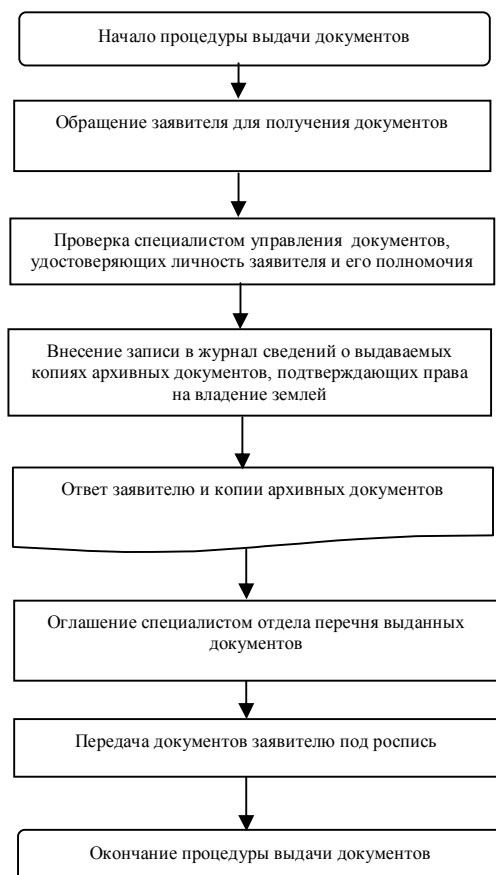 Начало процедуры выдачи документов
Обращение заявителя для получения документов
Проверка специалистом управления документов,
удостоверяющих личность заявителя и его полномочия
Внесение записи в журнал сведений о выдаваемых
копиях архивных документов, подтверждающих права
на владение землей
Ответ заявителю и копии архивных документов
Оглашение специалистом отдела перечня выданных
документов
Передача документов заявителю под роспись
Окончание процедуры выдачи документов